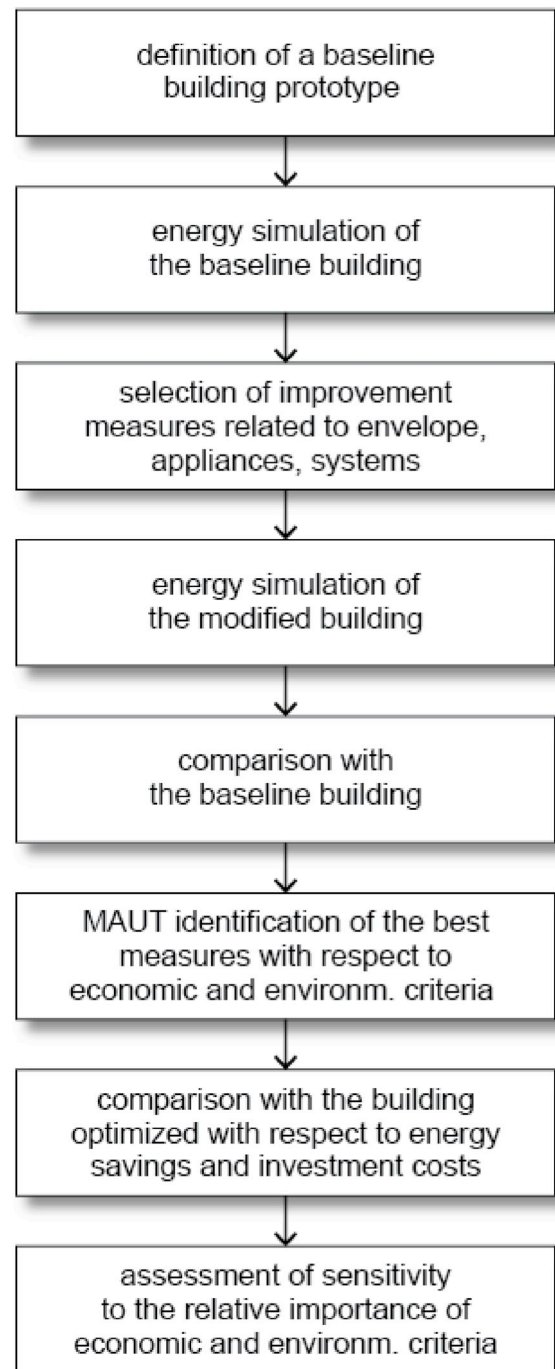 definition of a baseline
building prototype
energy simulation of
the baseline building
selection of improvement
measures related to envelope,
appliances, systems
energy simulation of
the modified building
comparison with
the baseline building
MAUT identification of the best
measures with respect to
economic and environm. criteria
comparison with the building
optimized with respect to energy
savings and investment costs
assessment of sensitivity
to the relative importance of
economic and environm. criteria